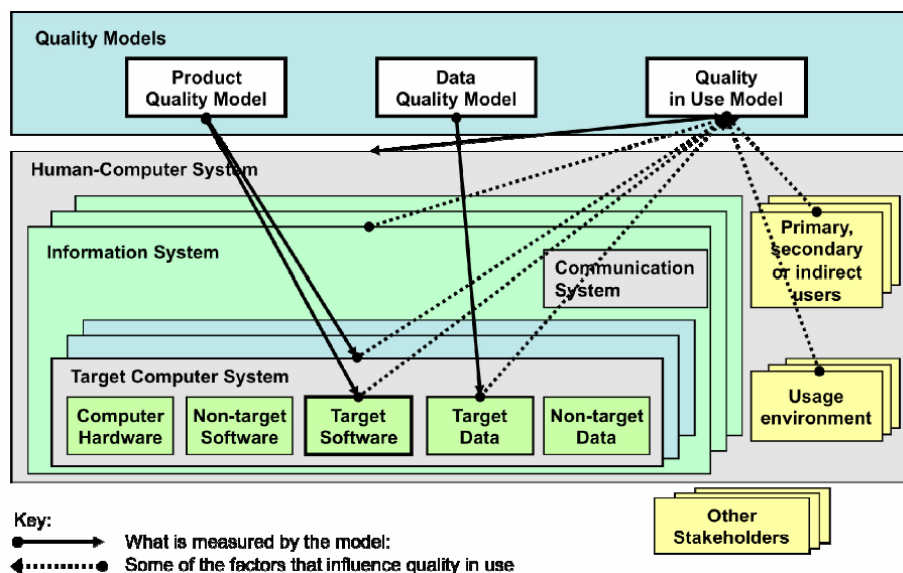 Quality Models
Product
Quality Model
Data
Quality Model
Quality
in Use Model
Human-Computer System
Information System
Communication
System
Primary,
secondary
or indirect
users
Target Computer System
Computer
Hardware
Non-target
Software
Target
Software
Target
Data
Non-target
Data
Usage
environment
Other
Stakeholders
Key:
What is measured by the model:
Some of the factors that influence quality in use